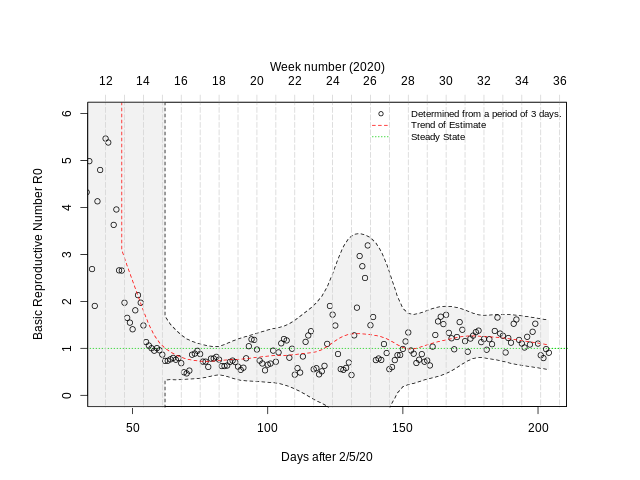 Week number (2020)
12 14 16 18 20 22 24 26 28 30 32 34 36
Determined from a period of 3 days.
Trend of Estimate
Steady State
Basic Reproductive Number R0
6
5
4
3
2
1
0
50 100 150 200
Days after 2/5/20